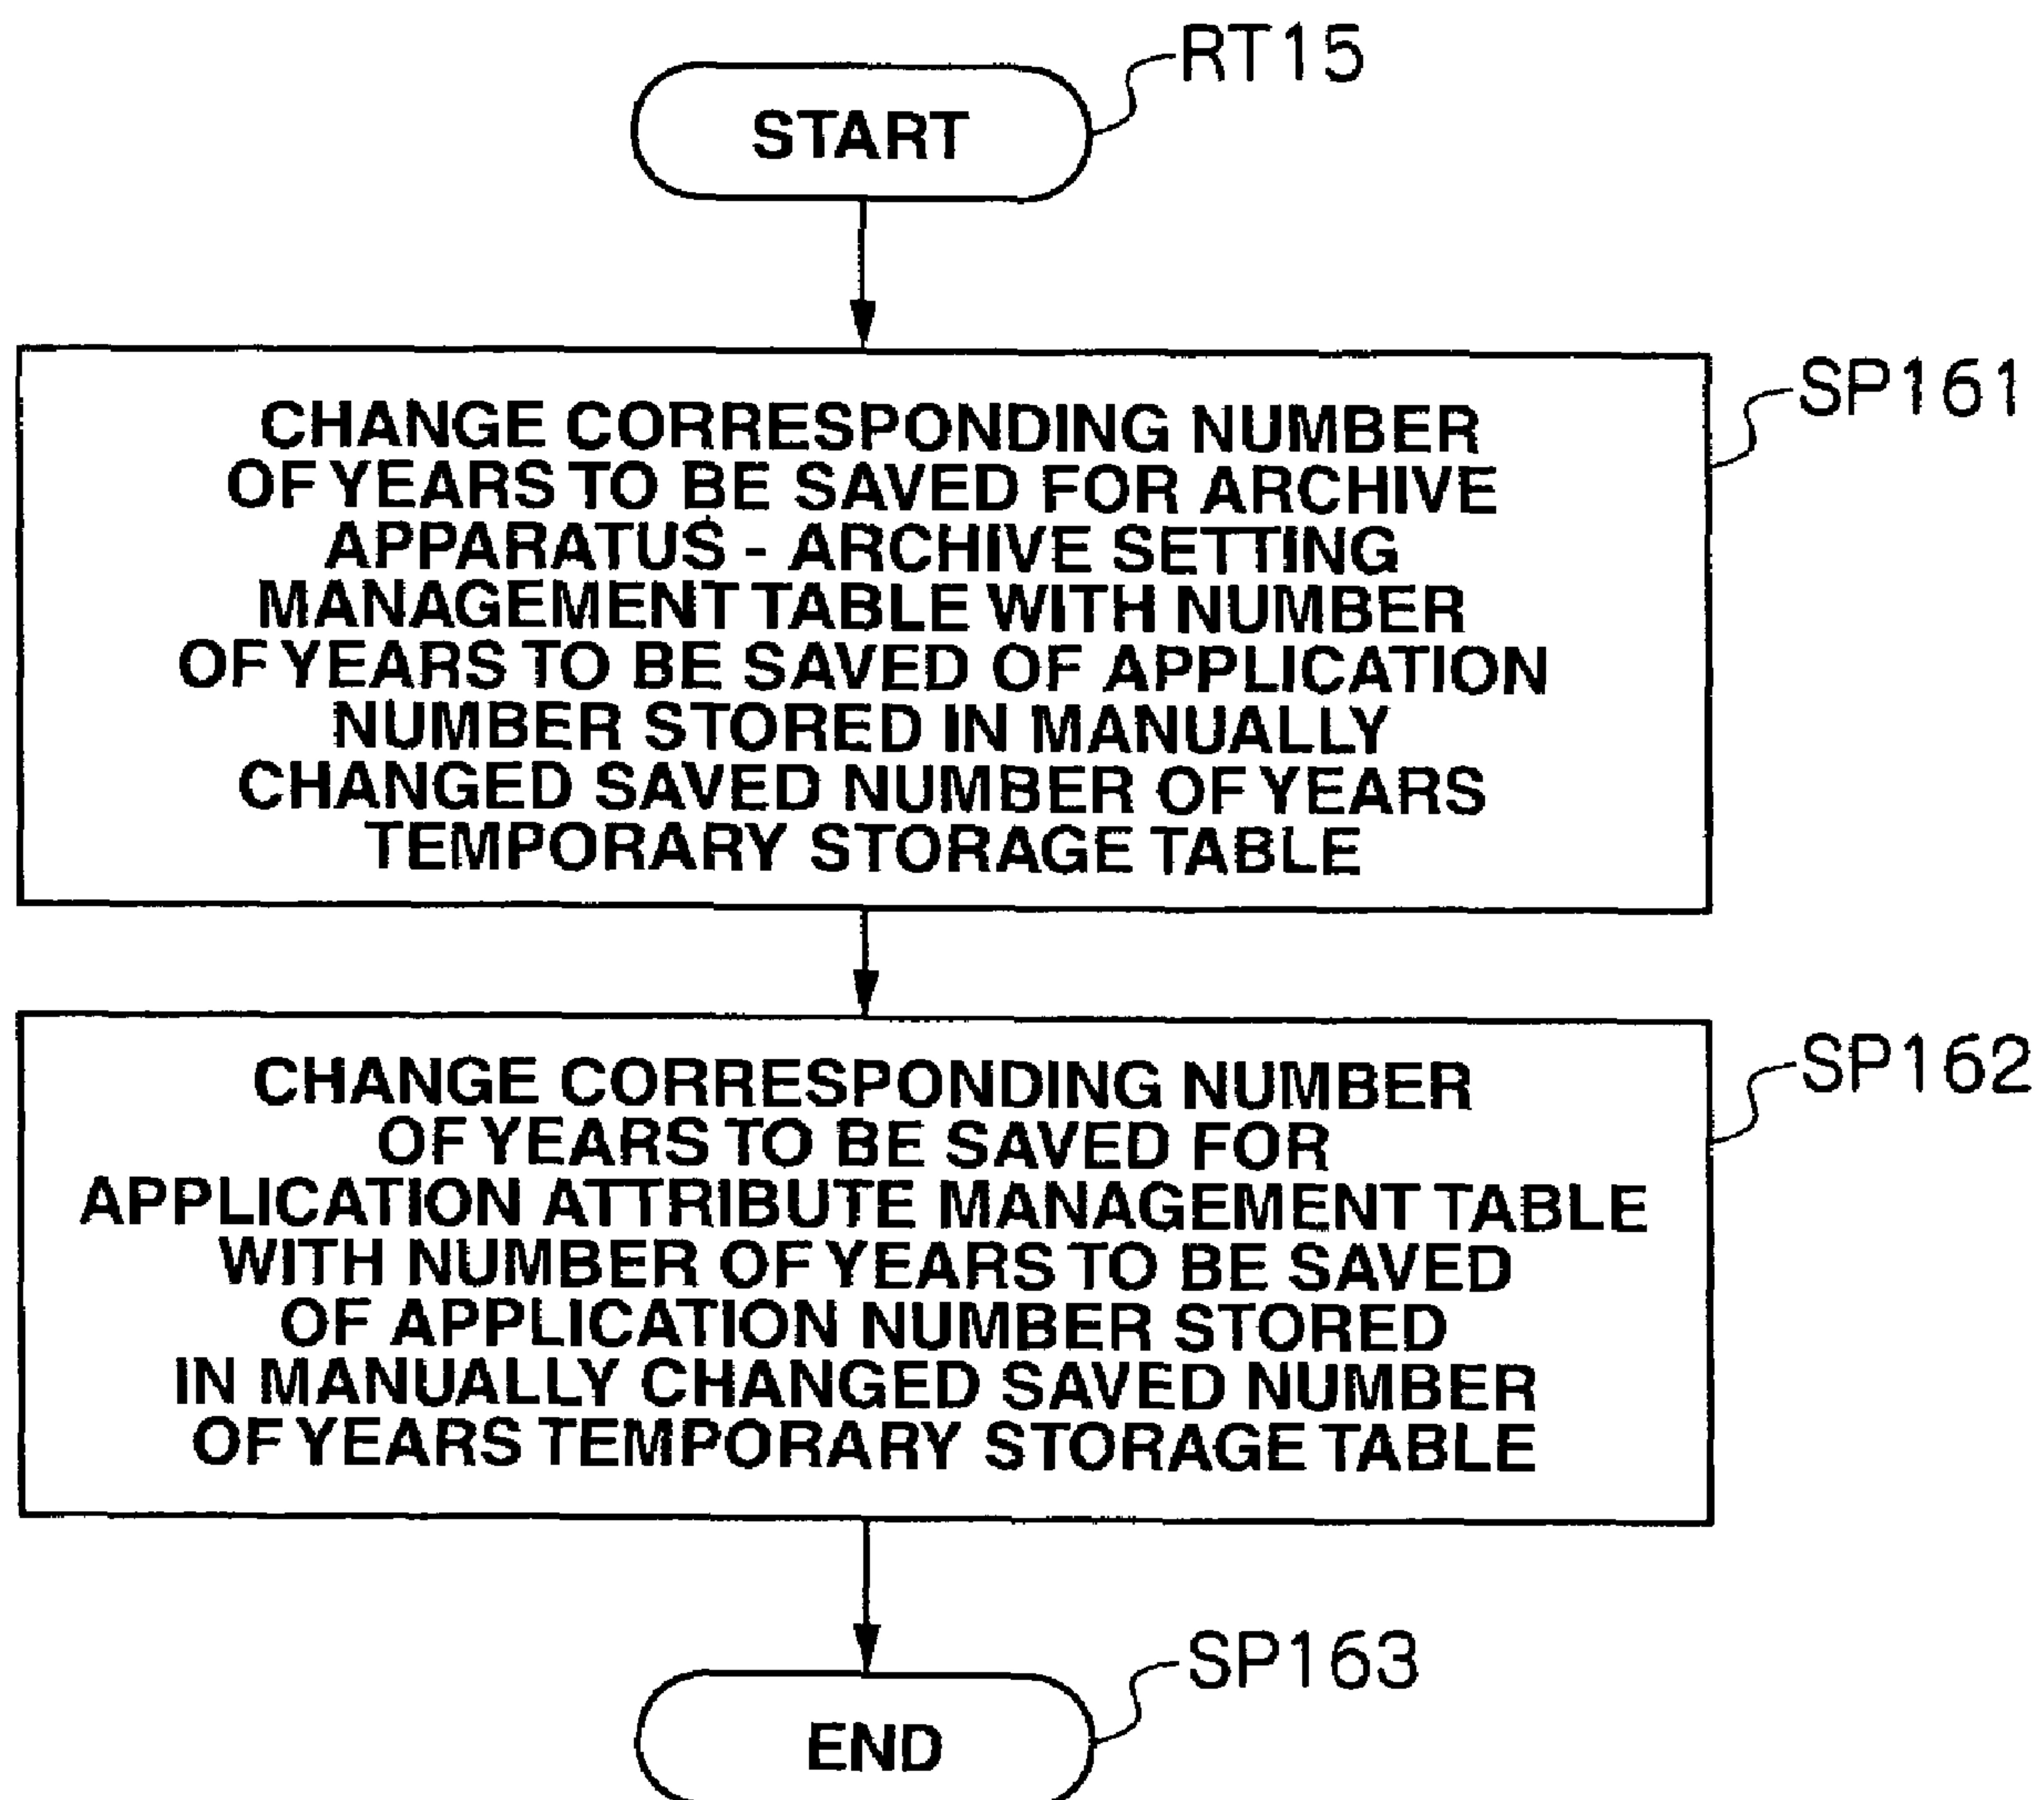 RT15
START
SP161
CHANGE CORRESPONDING NUMBER
OF YEARS TO BE SAVED FOR ARCHIVE
APPARATUS - ARCHIVE SETTING
MANAGEMENT TABLE WITH NUMBER
OF YEARS TO BE SAVED OF APPLICATION
NUMBER STORED IN MANUALLY
CHANGED SAVED NUMBER OF YEARS
TEMPORARY STORAGE TABLE
SP162
CHANGE CORRESPONDING NUMBER
OF YEARS TO BE SAVED FOR
APPLICATION ATTRIBUTE MANAGEMENT TABLE
WITH NUMBER OF YEARS TO BE SAVED
OF APPLICATION NUMBER STORED
IN MANUALLY CHANGED SAVED NUMBER
OF YEARS TEMPORARY STORAGE TABLE
SP163
END